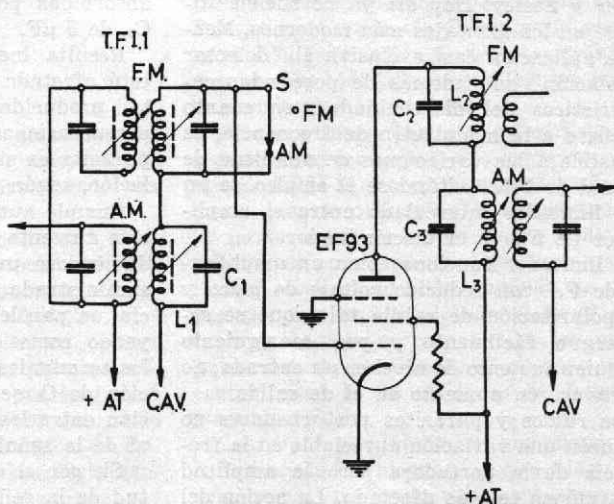 T.F.I.1
T.F.I.2
F.M.
S
FM
AM
FM
C2
L2
A.M.
C1
L1
A.M.
C3
L3
EF93
+AT
C.A.V.
CAV
+AT